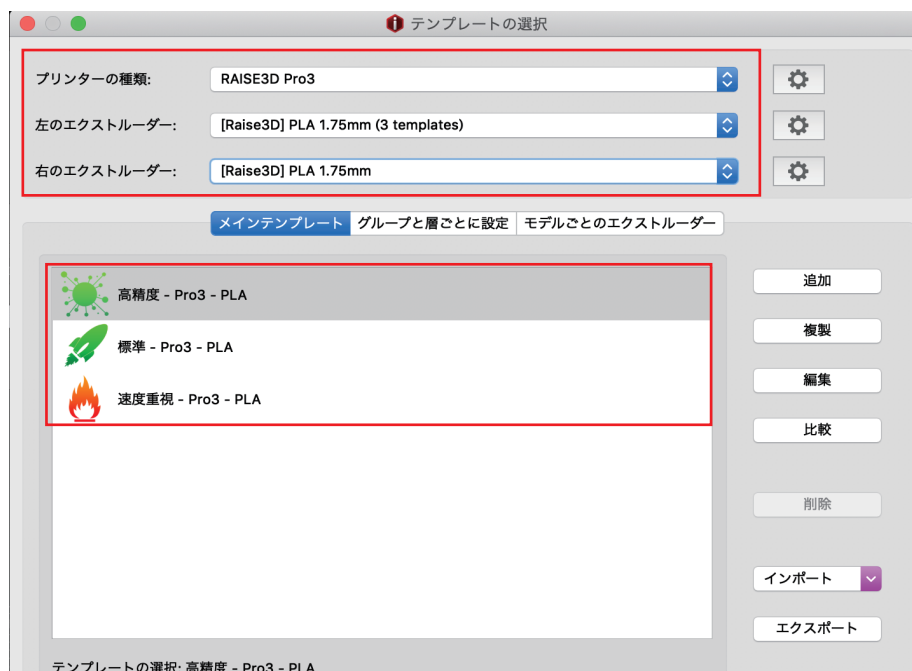 テンプレートの選択
プリンターの種類: RAISE3D Pro3
左のエクストルーダー: [Raise3D] PLA 1.75mm (3 templates)
右のエクストルーダー: [Raise3D] PLA 1.75mm
メインテンプレート グループと層ごとに設定 モデルごとのエクストルーダー
高精度 - Pro3 - PLA
標準 - Pro3 - PLA
速度重視 - Pro3 - PLA
追加
複製
編集
比較
削除
インポート
エクスポート
テンプレートの選択: 高精度 - Pro3 - PLA